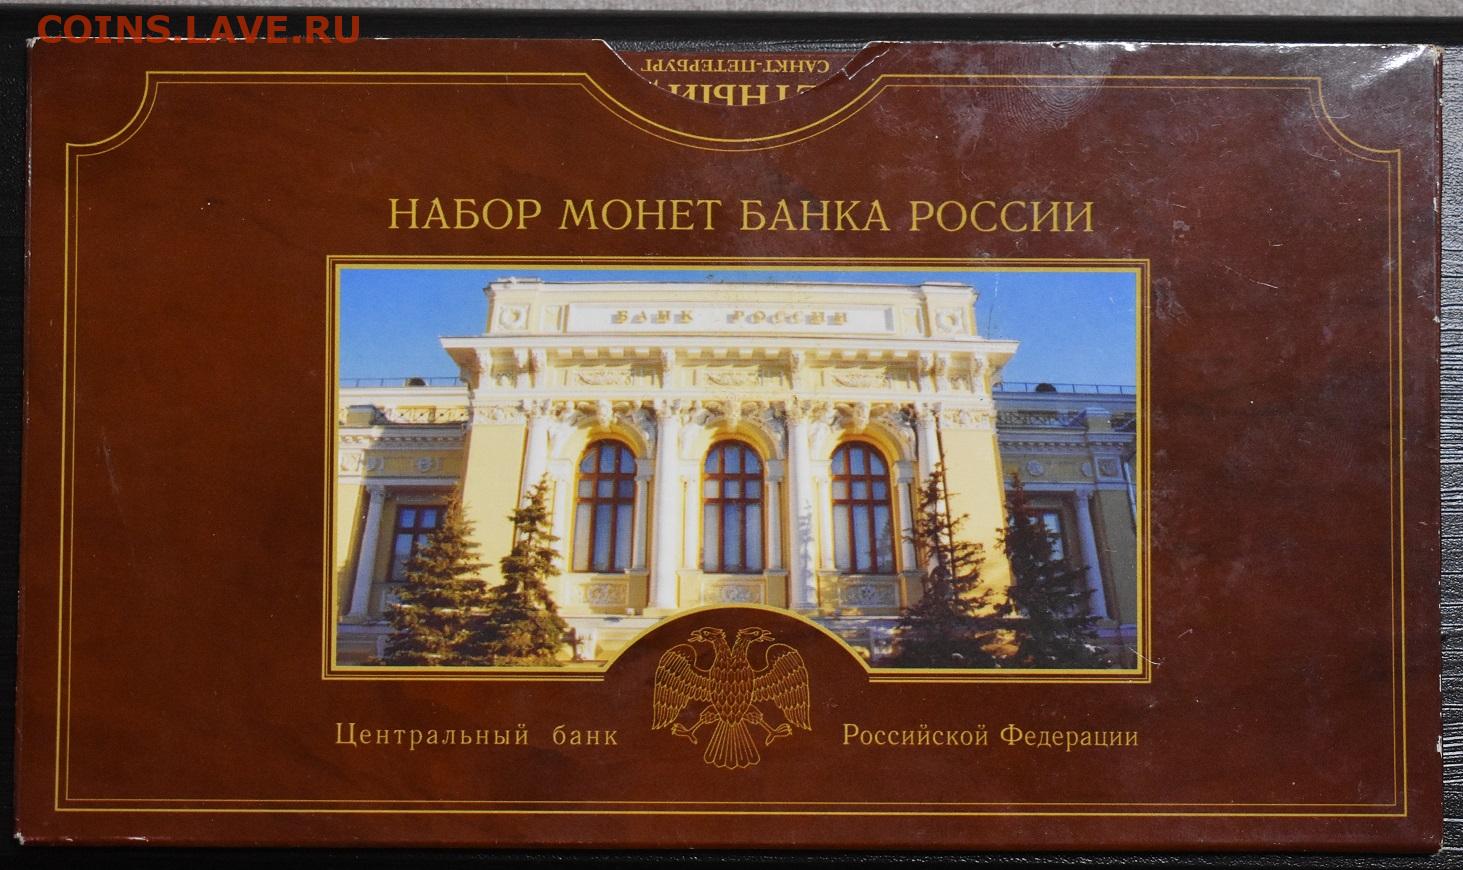 COINS.LAVE.RU
САНКТ-ПЕТЕРБУРГ
НАБОР МОНЕТ БАНКА РОССИИ
БАНК РОССИИ
Центральный банк
Российской Федерации